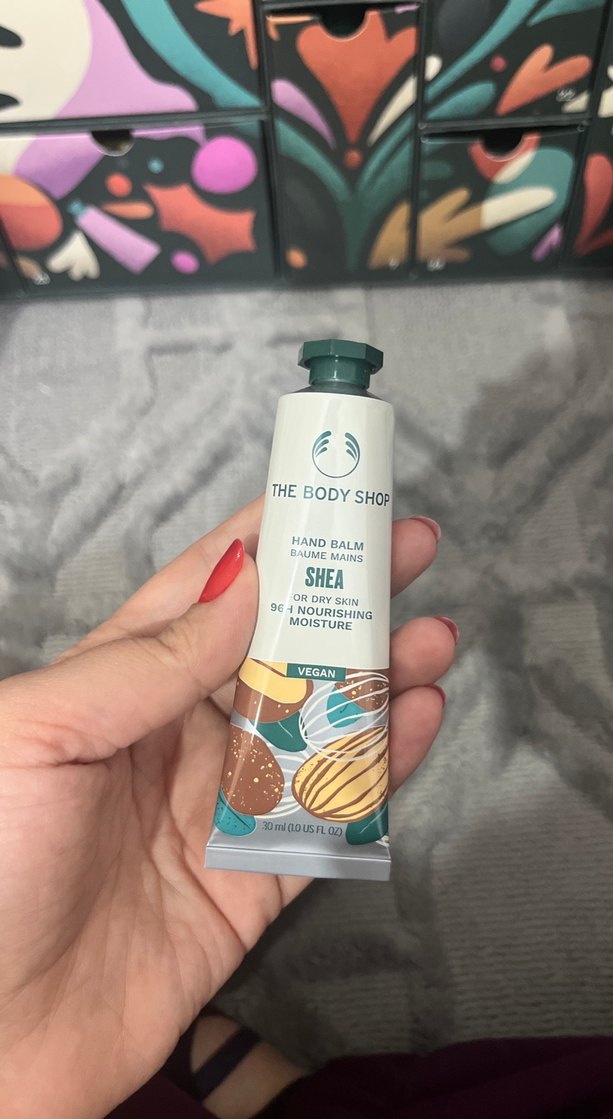 THE BODY SHOP
HAND BALM
BAUME MAINS
SHEA
FOR DRY SKIN
96H NOURISHING
MOISTURE
VEGAN
30 ml (1.0 US FL OZ)